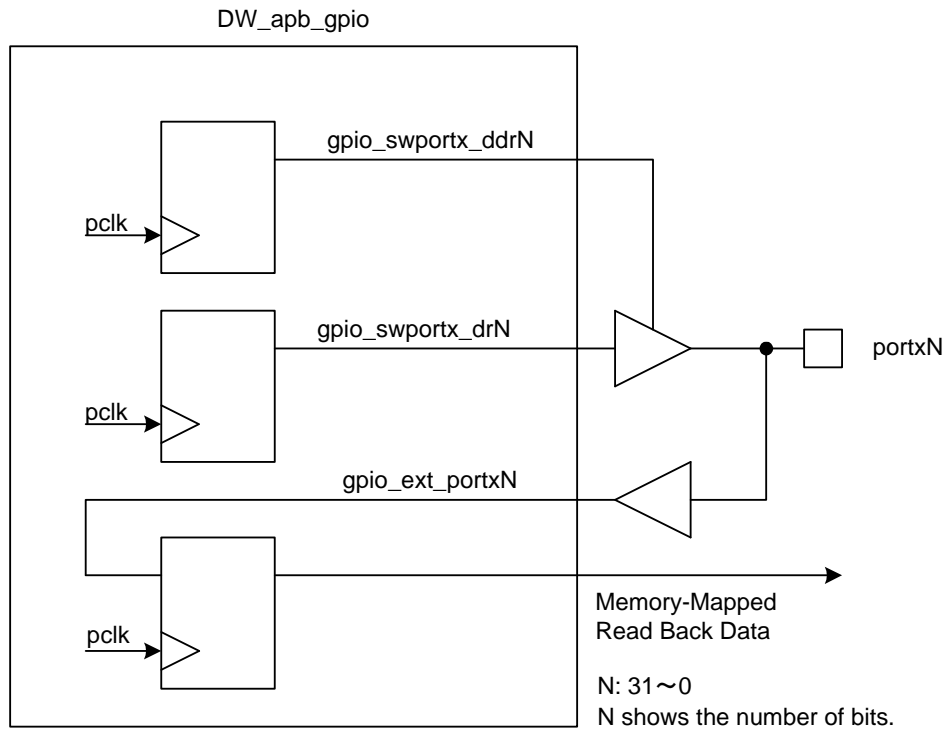 DW_apb_gpio
gpio_swportx_ddrN
pclk
gpio_swportx_drN
portxN
pclk
gpio_ext_portxN
Memory-Mapped
Read Back Data
pclk
N: 31～0
N shows the number of bits.